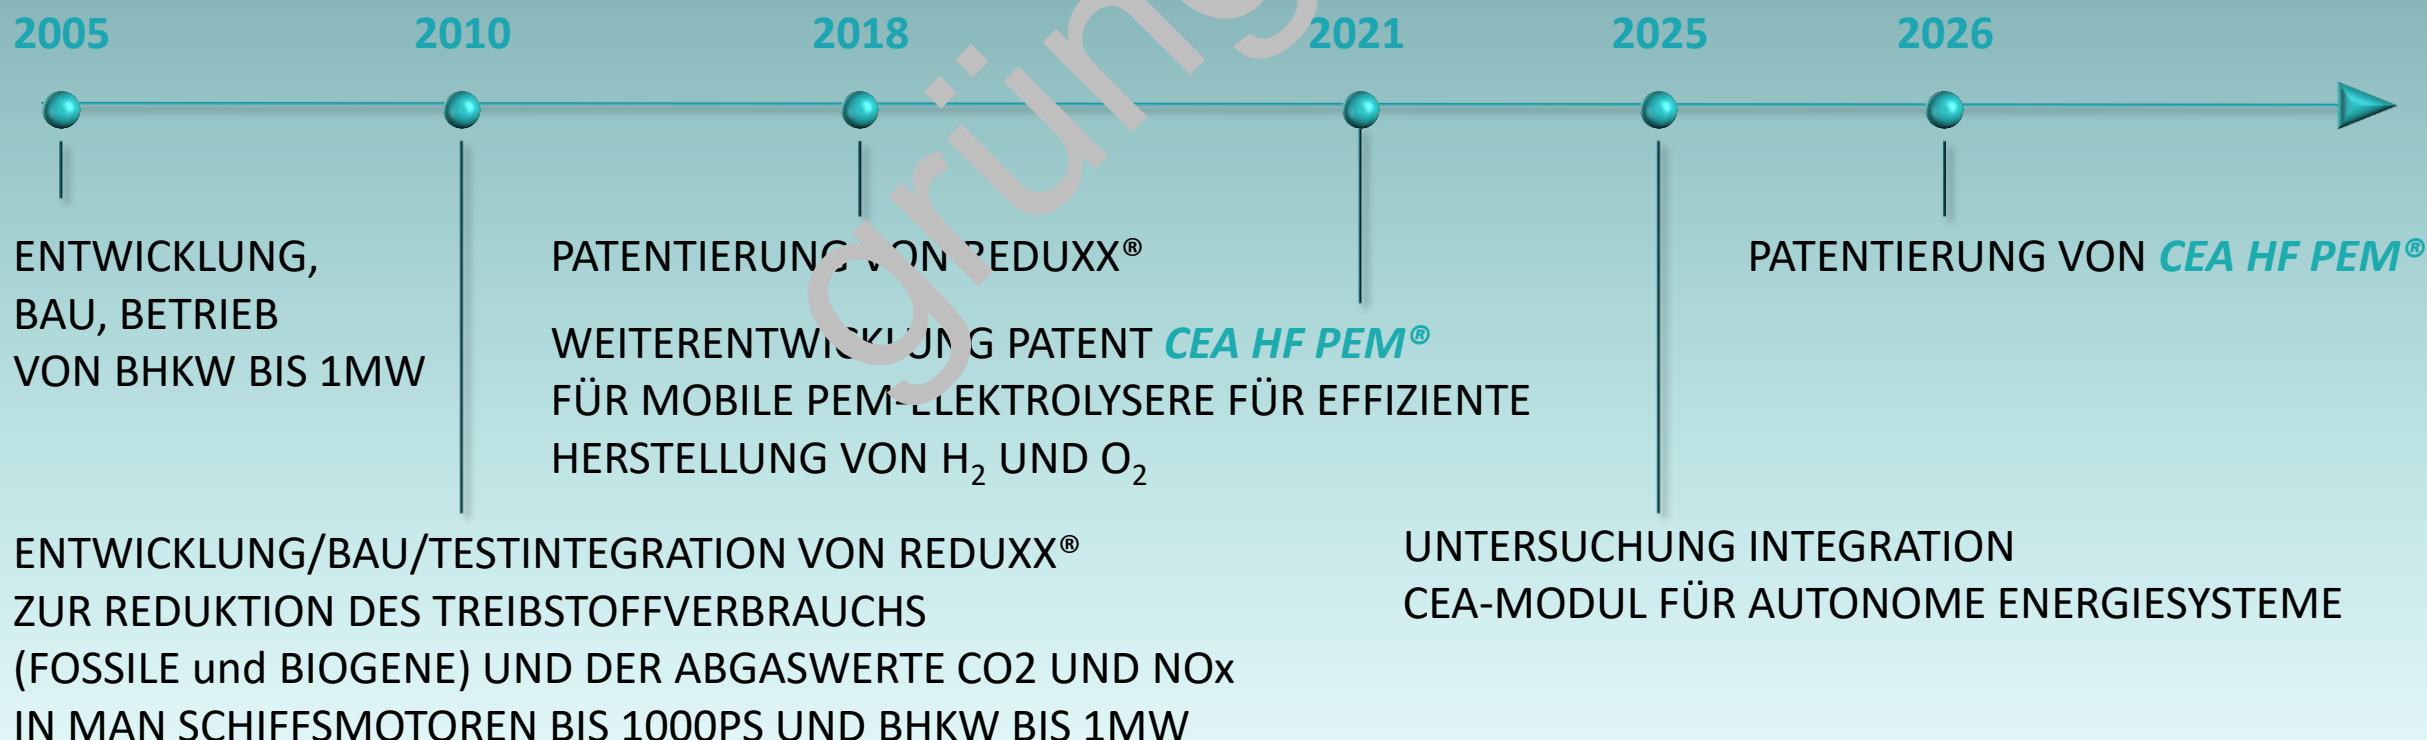 2005
2010
2018
2021
2025
2026
ENTWICKLUNG,
BAU, BETRIEB
VON BHKW BIS 1MW
PATENTIERUNG VON REDUXX®
WEITERENTWICKLUNG PATENT CEA HF PEM®
FÜR MOBILE PEM-ELEKTROLYSERE FÜR EFFIZIENTE
HERSTELLUNG VON H₂ UND O₂
PATENTIERUNG VON CEA HF PEM®
ENTWICKLUNG/BAU/TESTINTEGRATION VON REDUXX®
ZUR REDUKTION DES TREIBSTOFFVERBRAUCHS
(FOSSILE und BIOGENE) UND DER ABGASWERTE CO2 UND NOx
IN MAN SCHIFFSMOTOREN BIS 1000PS UND BHKW BIS 1MW
UNTERSUCHUNG INTEGRATION
CEA-MODUL FÜR AUTONOME ENERGIESYSTEME